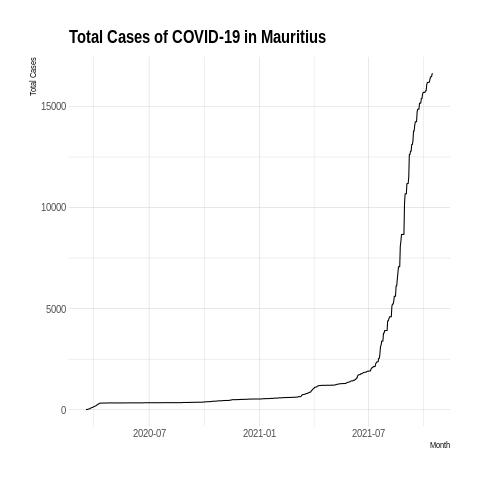 Total Cases of COVID-19 in Mauritius
Total Cases
15000
10000
5000
0
2020-07
2021-01
2021-07
Month